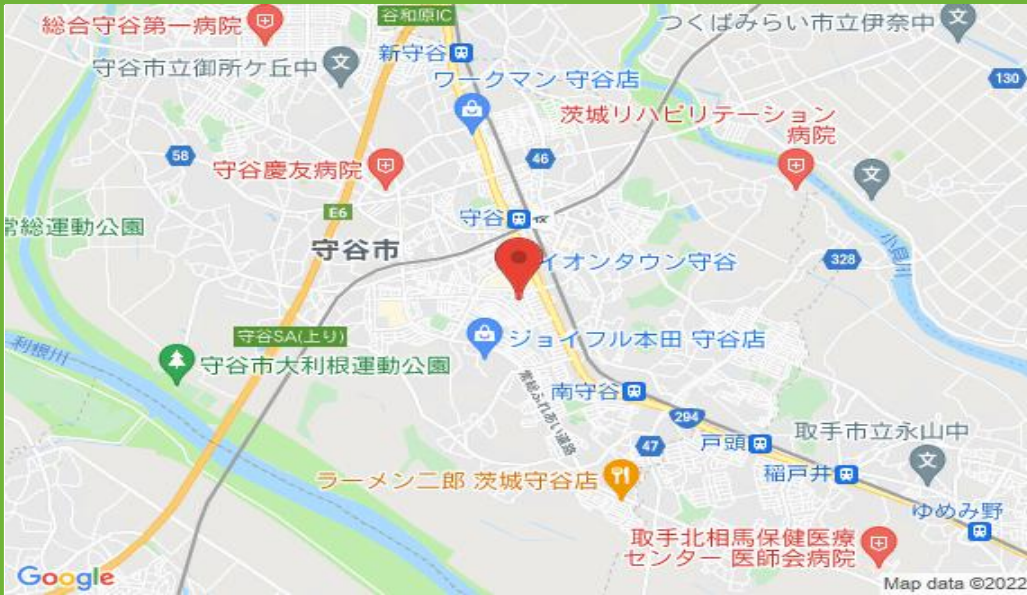 谷和原IC
総合守谷第一病院
つくばみらい市立伊奈中
新守谷
守谷市立御所ケ丘中
ワークマン 守谷店
130
茨城リハビリテーション
病院
58
46
守谷慶友病院
E6
守谷
常総運動公園
守谷市
イオンタウン守谷
328
小貝川
守谷SA(上り)
ジョイフル本田 守谷店
利根川
守谷市大利根運動公園
常総ふれあい道路
南守谷
294
47
戸頭
取手市立永山中
稲戸井
ラーメン二郎 茨城守谷店
ゆめみ野
取手北相馬保健医療
センター 医師会病院
Google
Map data ©2022